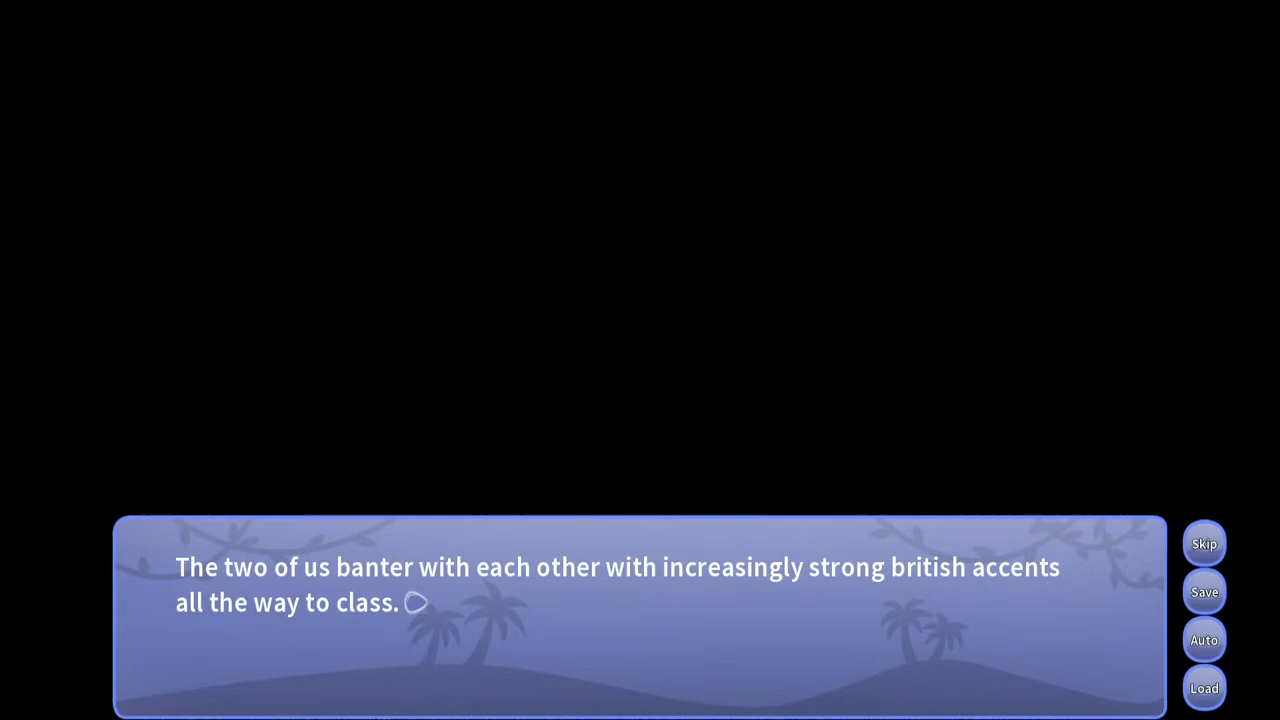 The two of us banter with each other with increasingly strong british accents
all the way to class.
Skip
Save
Auto
Load